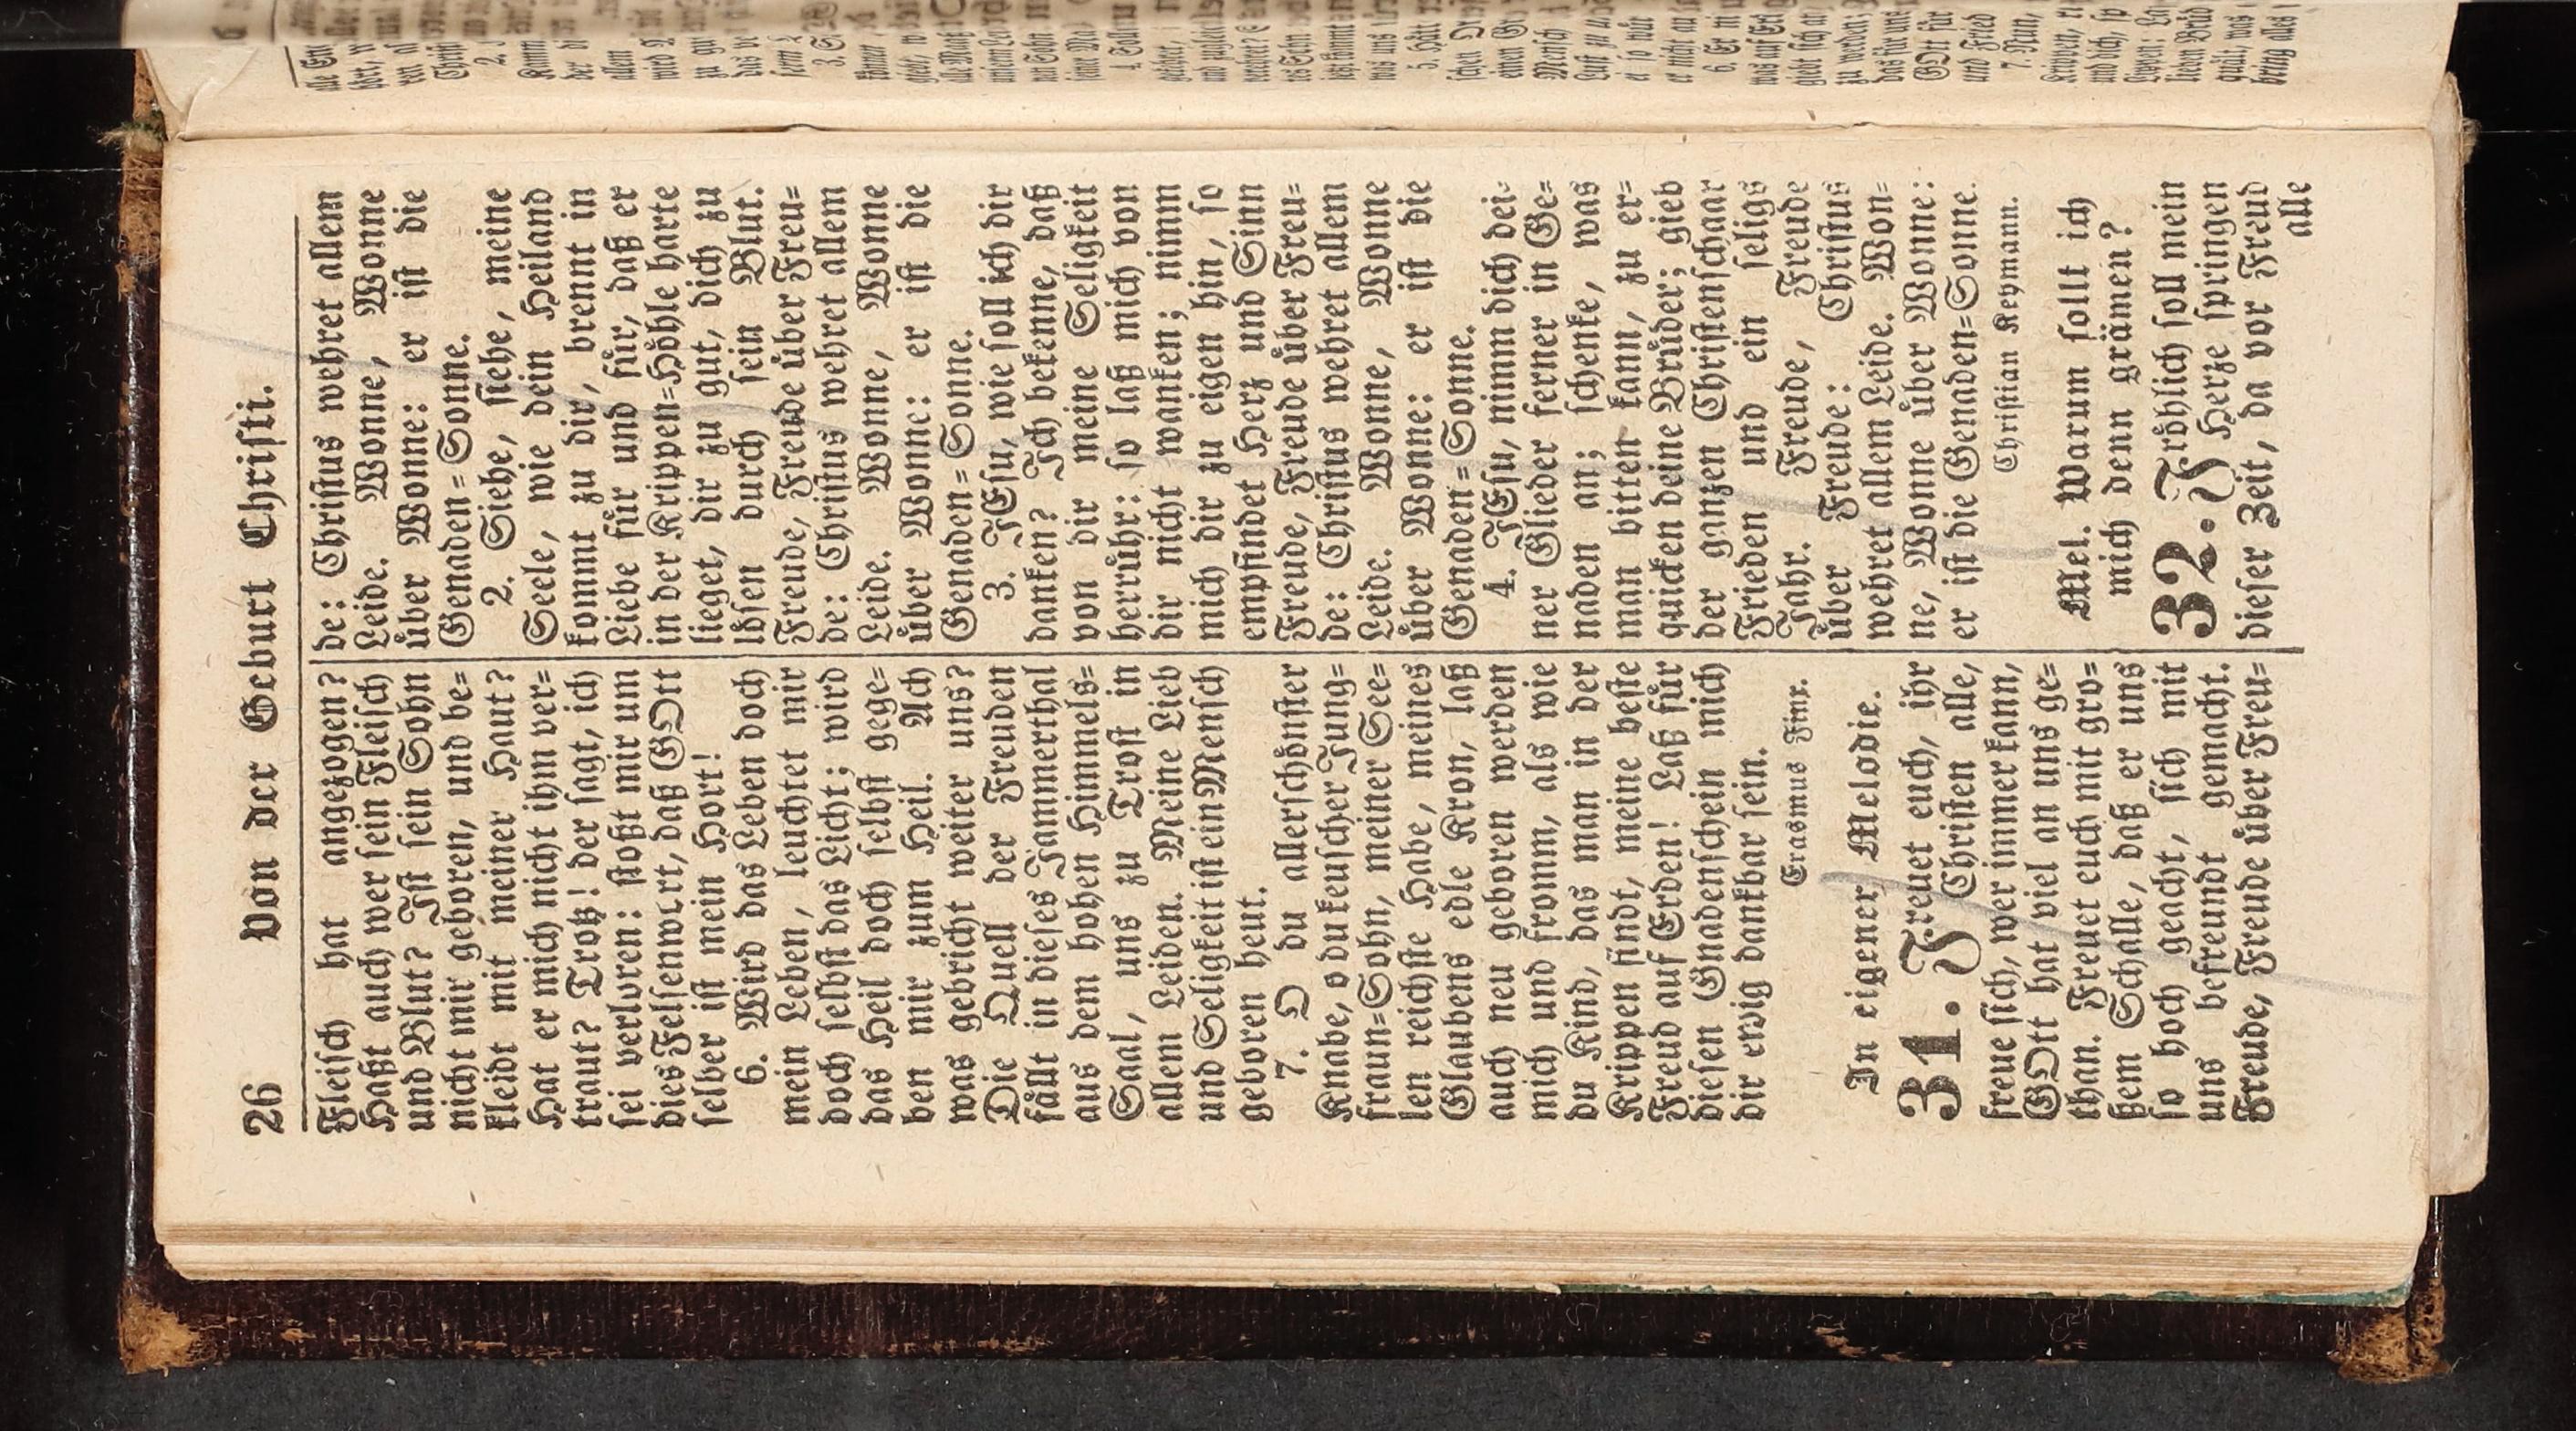 26 Von der Geburt Christi.
Fleisch hat angezogen?
Haßt auch wer sein Fleisch
und Blut? Ist sein Sohn
nicht mir geboren, und be=
kleidt mit meiner Haut?
Hat er mich nicht ihm ver=
traut? Trotz! der sagt, ich
sei verloren: stoßt mir um
dies Felsenwort, daß GOtt
selber ist mein Hort!
6. Wird das Leben doch
mein Leben, leuchtet mir
doch selbst das Licht; wird
das Heil doch selbst gege=
ben mir zum Heil. Ach
was gebricht weiter uns?
Die Quell der Freuden
fällt in dieses Jammerthal
aus dem hohen Himmels=
Saal, uns zu Trost in
allem Leiden. Meine Lieb
und Seligkeit ist ein Mensch
geboren heut.
7. O du allerschönster
Knabe, o du keuscher Jung=
fraun=Sohn, meiner See=
len reichste Habe, meines
Glaubens edle Kron, laß
auch neu geboren werden
mich und fromm, als wie
du Kind, das man in der
Krippen findt, meine beste
Freud auf Erden! Laß für
diesen Gnadenschein mich
dir ewig dankbar sein.
Erasmus Finx.
In eigener Melodie.
31. Freuet euch, ihr
Christen alle,
freue sich, wer immer kann,
GOtt hat viel an uns ge=
than. Freuet euch mit gro=
ßem Schalle, daß er uns
so hoch geacht, sich mit
uns befreundt gemacht.
Freude, Freude über Freu=
de: Christus wehret allem
Leide. Wonne, Wonne
über Wonne: er ist die
Genaden=Sonne.
2. Siehe, siehe, meine
Seele, wie dein Heiland
kommt zu dir, brennt in
Liebe für und für, daß er
in der Krippen=Höhle harte
lieget, dir zu gut, dich zu
lösen durch sein Blut.
Freude, Freude über Freu=
de: Christus wehret allem
Leide. Wonne, Wonne
über Wonne: er ist die
Genaden=Sonne.
3. JEsu, wie soll ich dir
danken? Ich bekenne, daß
von dir meine Seligkeit
herrühr: so laß mich von
dir nicht wanken; nimm
mich dir zu eigen hin, so
empfindet Herz und Sinn
Freude, Freude über Freu=
de: Christus wehret allem
Leide. Wonne, Wonne
über Wonne: er ist die
Genaden=Sonne.
4. JEsu, nimm dich dei=
ner Glieder ferner in Ge=
naden an; schenke, was
man bitten kann, zu er=
quicken deine Brüder; gieb
der ganzen Christenschaar
Frieden und ein seligs
Jahr. Freude, Freude
über Freude: Christus
wehret allem Leide. Won=
ne, Wonne über Wonne:
er ist die Genaden=Sonne.
Christian Keymann.
Mel. Warum sollt ich
mich denn grämen?
32. Fröhlich soll mein
Herze springen
dieser Zeit, da vor Freud
alle